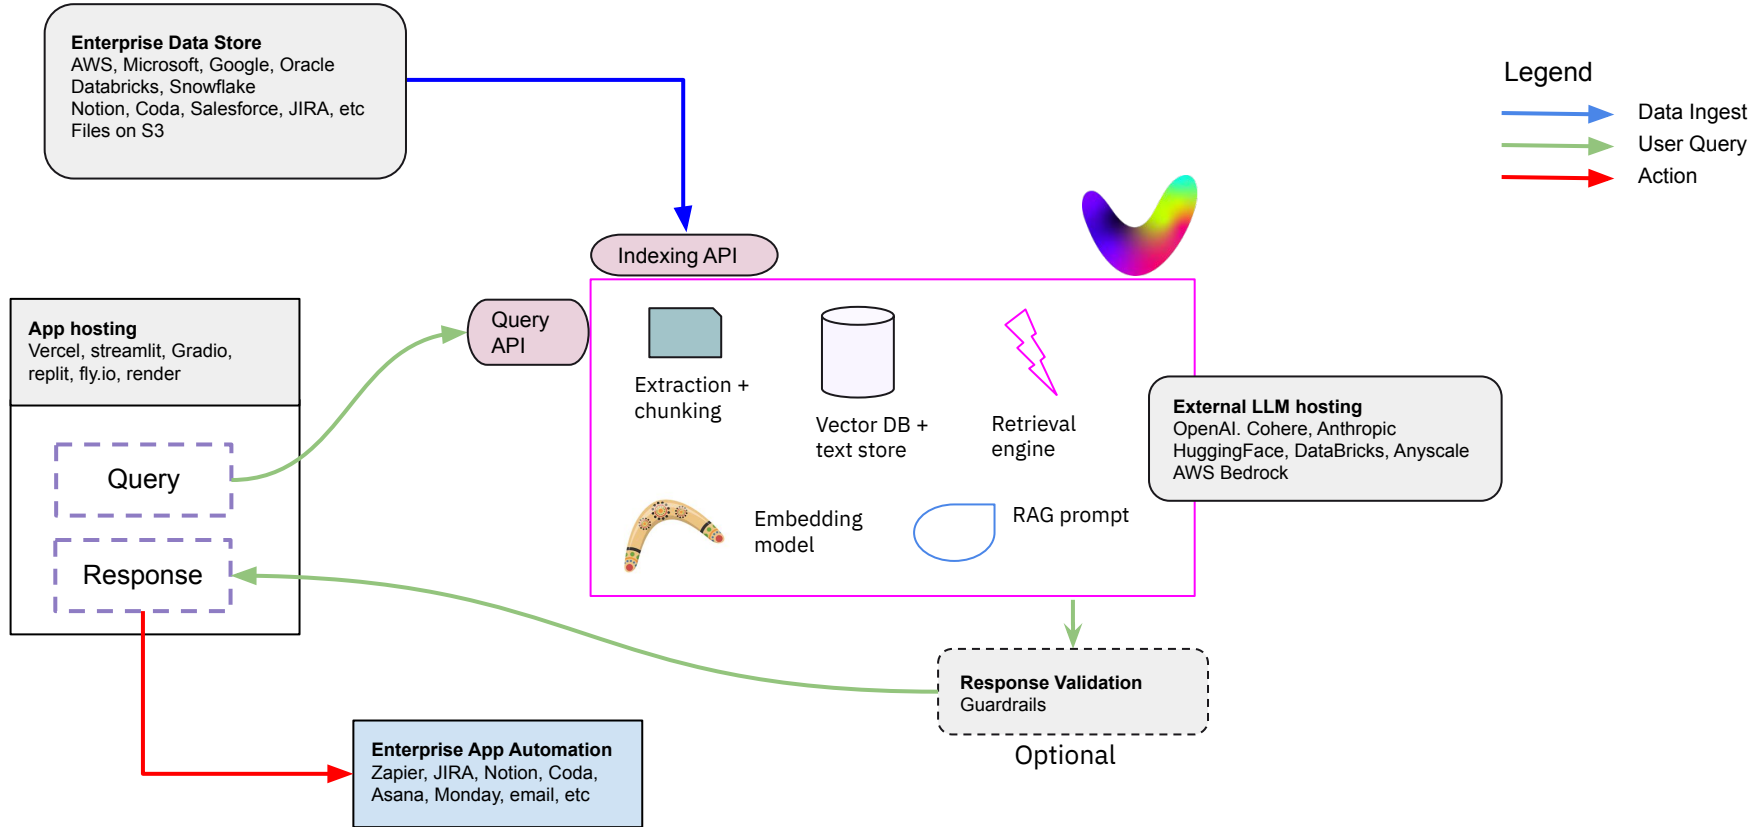 Enterprise Data Store
AWS, Microsoft, Google, Oracle
Databricks, Snowflake
Notion, Coda, Salesforce, JIRA, etc
Files on S3
Legend
Data Ingest
User Query
Action
Indexing API
Query
API
App hosting
Vercel, streamlit, Gradio,
replit, fly.io, render
Query
Response
Extraction +
chunking
Vector DB +
text store
Retrieval
engine
Embedding
model
RAG prompt
External LLM hosting
OpenAI. Cohere, Anthropic
HuggingFace, DataBricks, Anyscale
AWS Bedrock
Response Validation
Guardrails
Optional
Enterprise App Automation
Zapier, JIRA, Notion, Coda,
Asana, Monday, email, etc